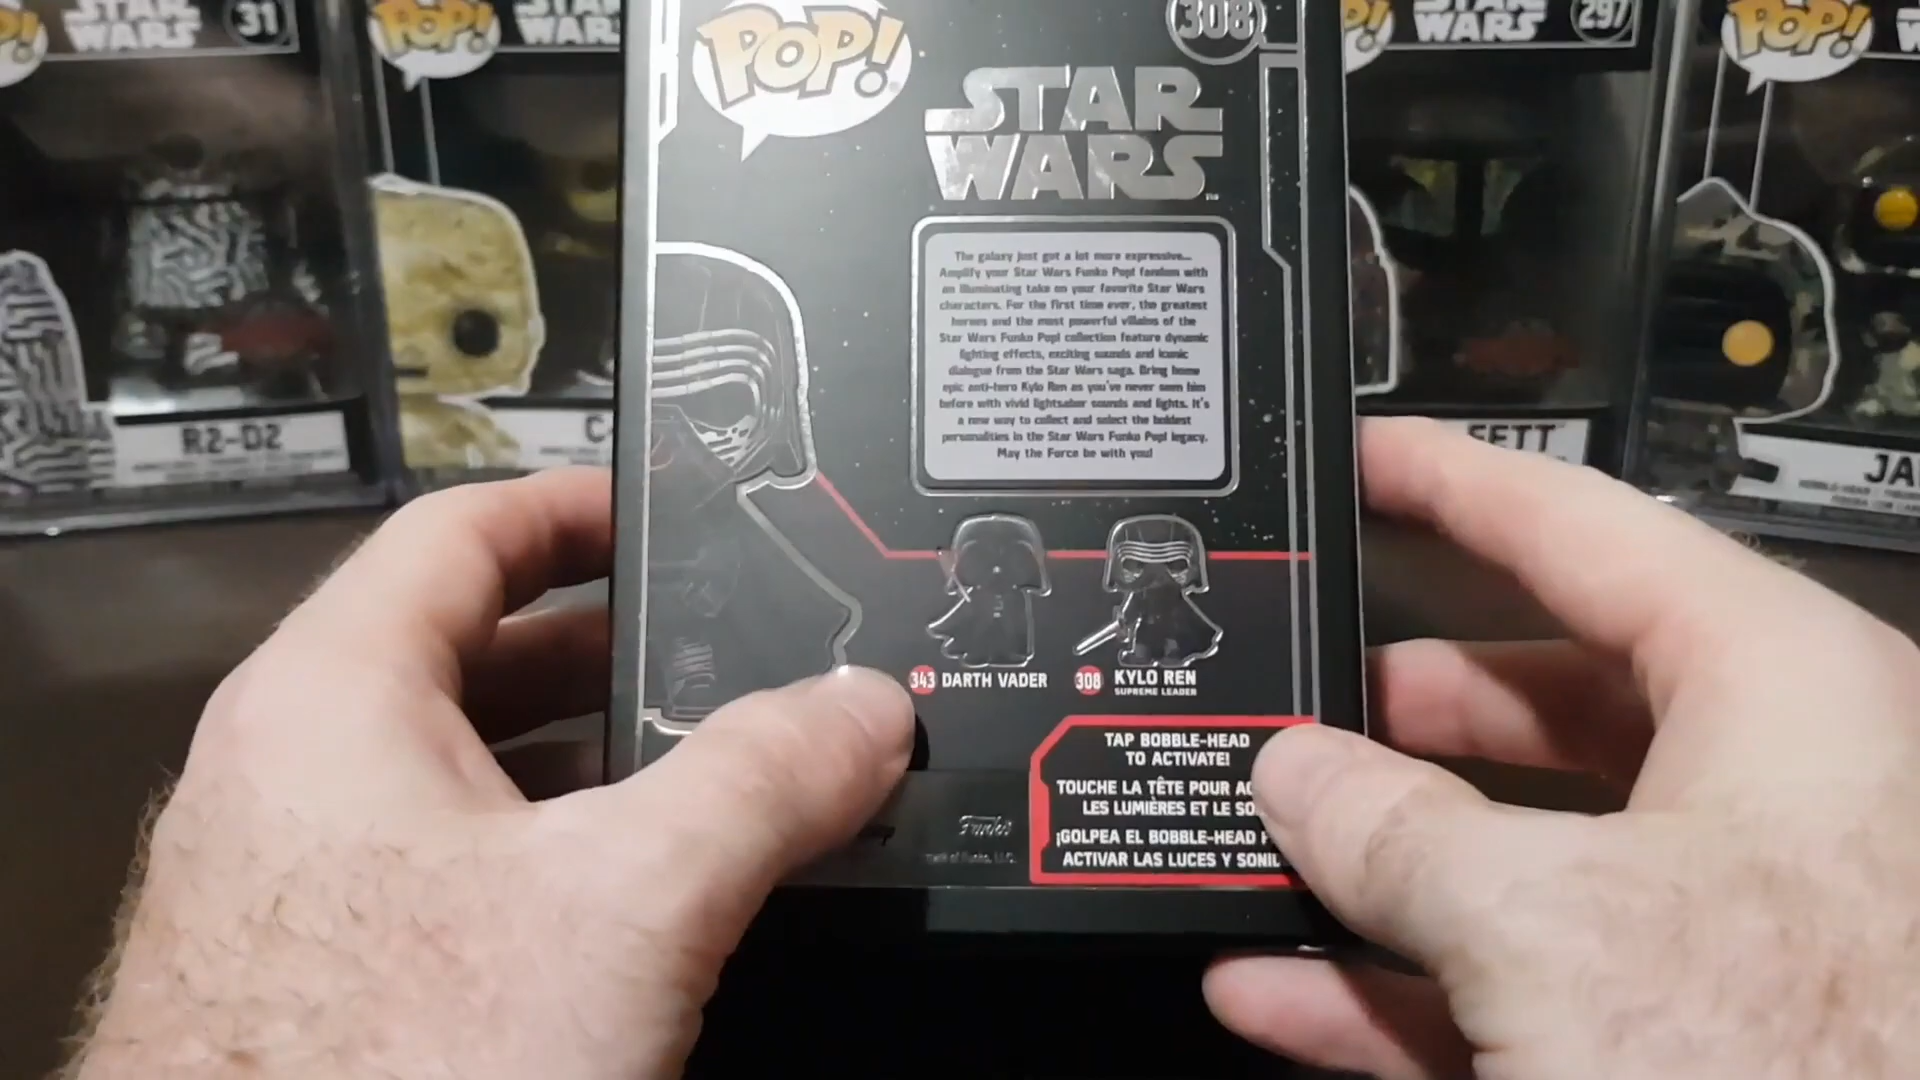 STAR
WARS
31
POP!
STAR
WARS
POP!
308
STAR
WARS
POP!
STAR
WARS
297
POP!
The galaxy just got a lot more expressive...
Amplify your Star Wars Funko Pop! fandom with
an illuminating take on your favorite Star Wars
characters. For the first time ever, the greatest
heroes and the most powerful villains of the
Star Wars Funko Pop! collection feature dynamic
lighting effects, exciting sounds and iconic
dialogue from the Star Wars saga. Bring home
epic anti-hero Kylo Ren as you've never seen him
before with vivid lightsaber sounds and lights. It's
a new way to collect and select the boldest
personalities in the Star Wars Funko Pop! legacy.
May the Force be with you!
R2-D2
FETT
JA
343 DARTH VADER
308 KYLO REN
SUPREME LEADER
TAP BOBBLE-HEAD
TO ACTIVATE!
TOUCHE LA TÊTE POUR
LES LUMIÈRES ET LE
¡GOLPEA EL BOBBLE-HEAD
ACTIVAR LAS LUCES Y
Funko
of Funko, LLC.